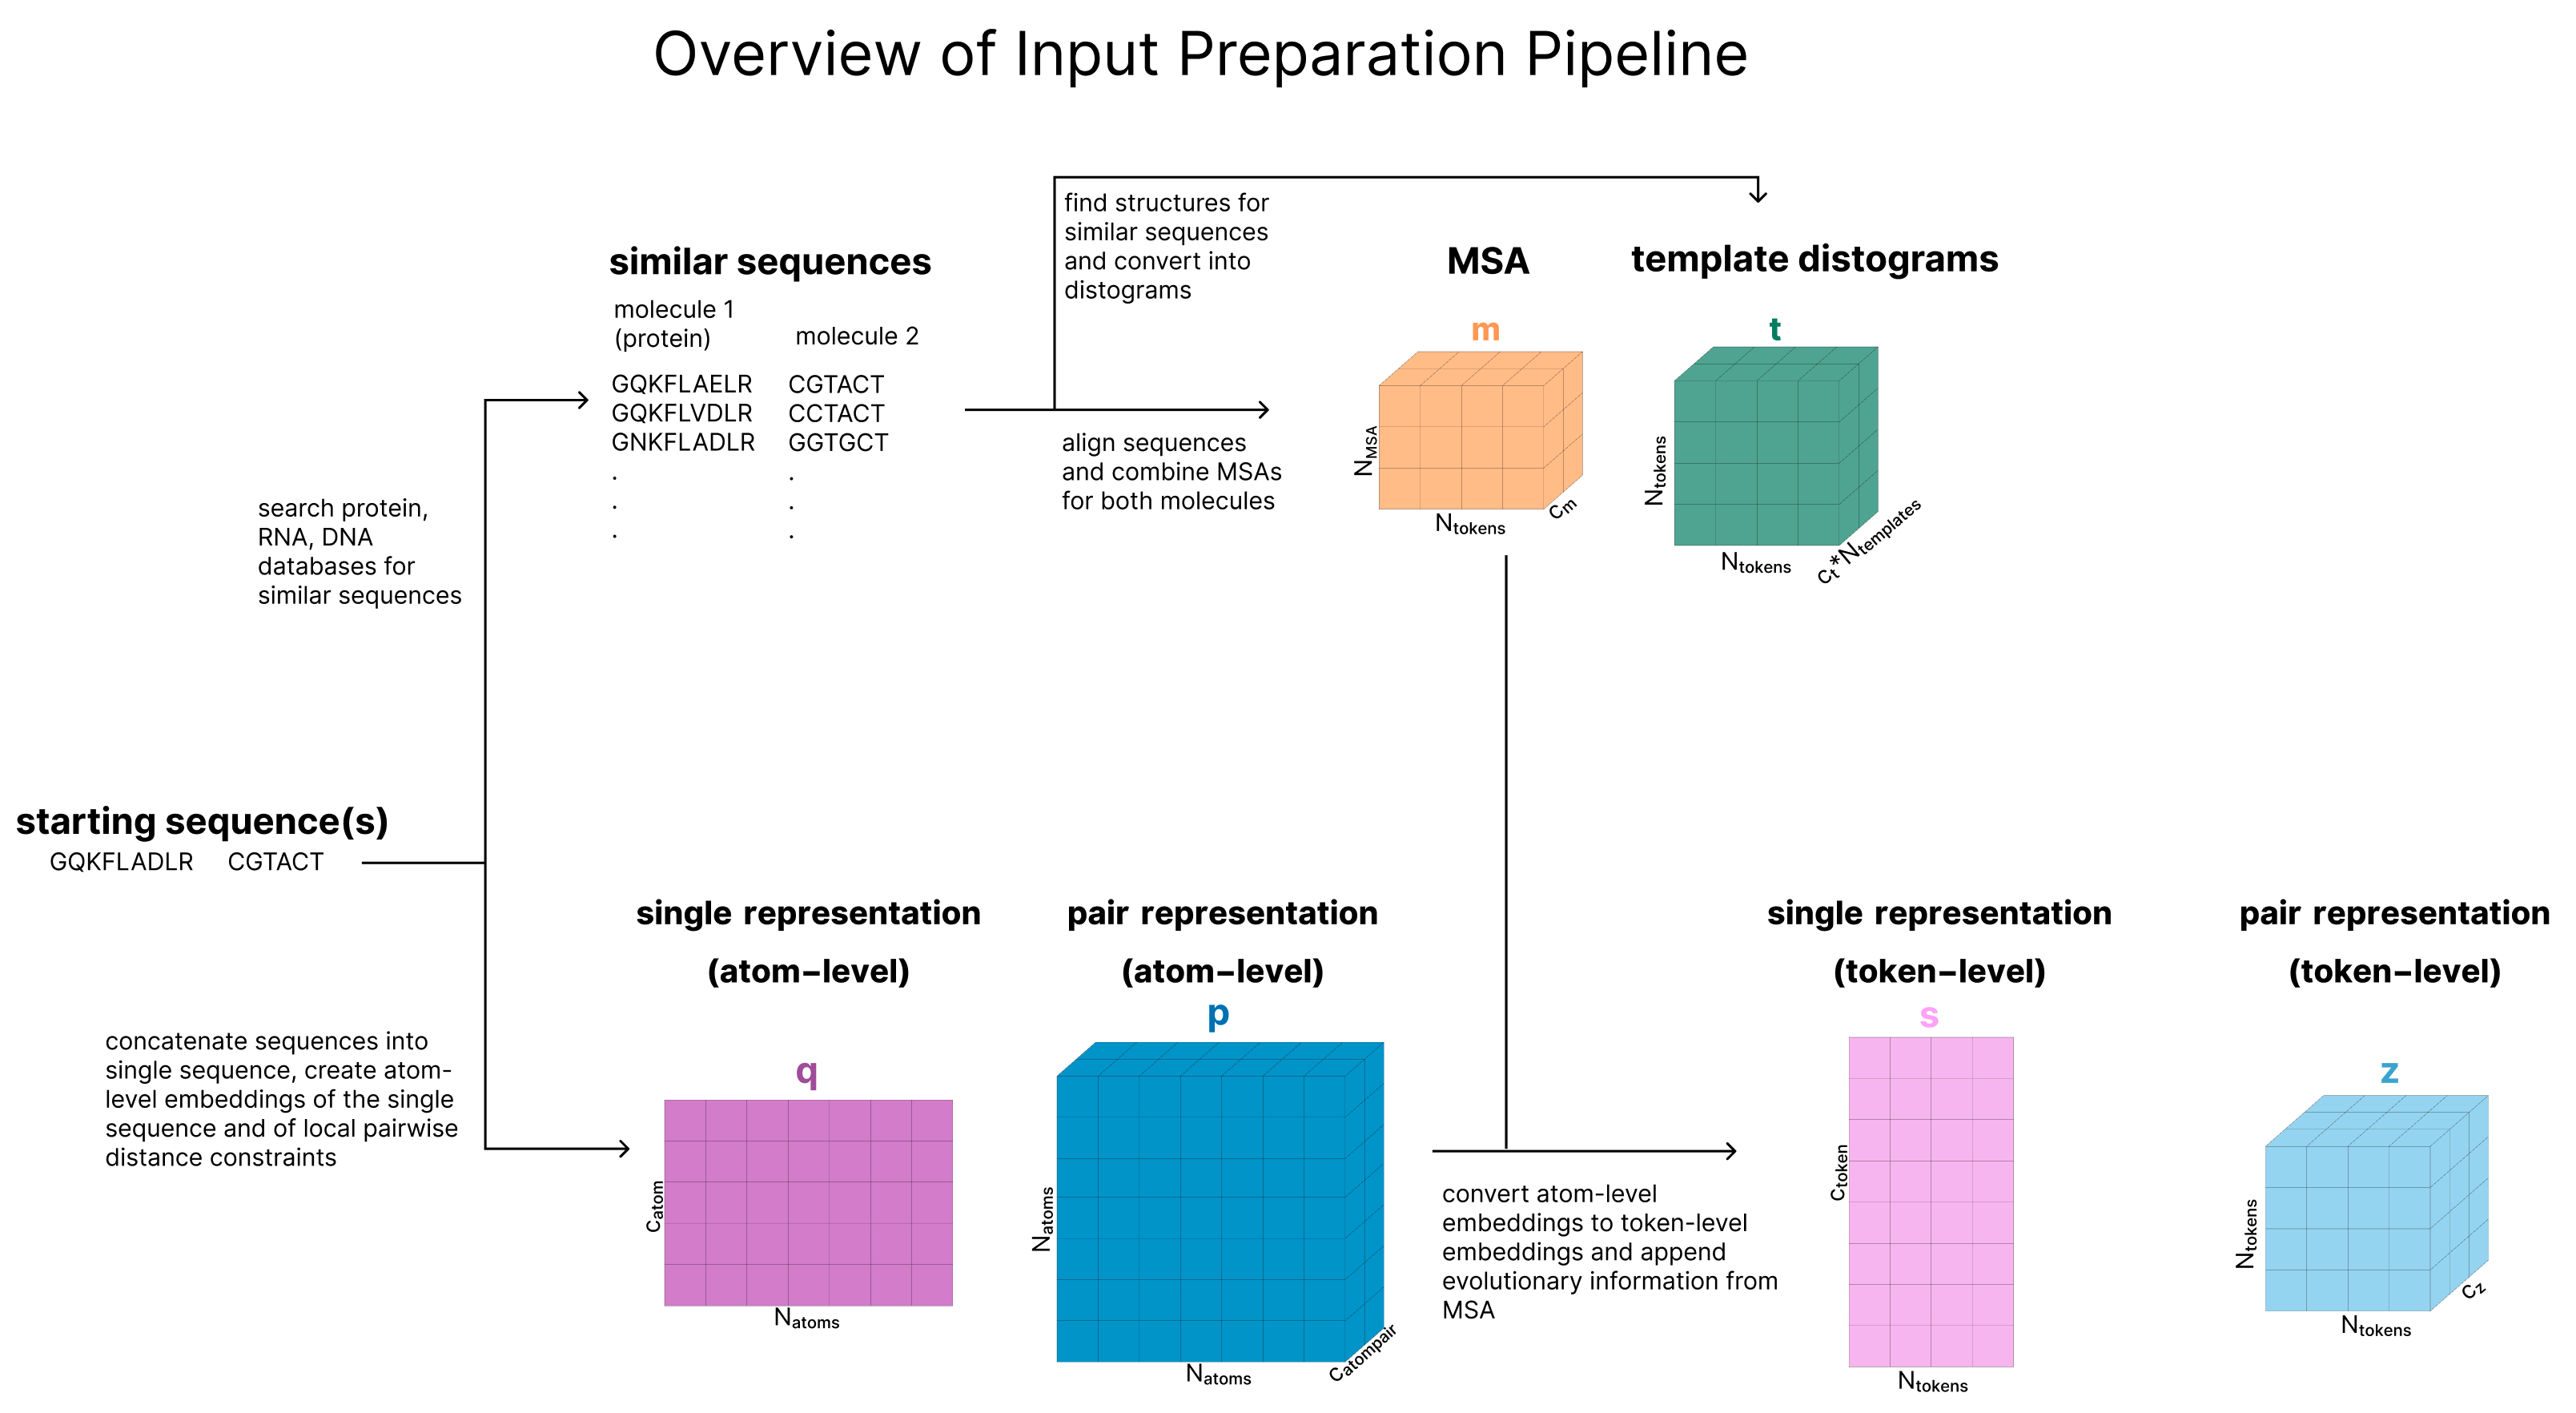 Overview of Input Preparation Pipeline
find structures for
similar sequences
and convert into
distograms
similar sequences
molecule 1
(protein)
molecule 2
GQKFLAELR CGTACT
GQKFLVDLR CCTACT
GNKFLADLR GGTGCT
. .
. .
. .
align sequences
and combine MSAs
for both molecules
MSA
m
NMSA
Ntokens
cm
template distograms
t
Ntokens
Ntokens
ct*Ntemplates
search protein,
RNA, DNA
databases for
similar sequences
starting sequence(s)
GQKFLADLR CGTACT
concatenate sequences into
single sequence, create atom-
level embeddings of the single
sequence and of local pairwise
distance constraints
single representation
(atom–level)
q
catom
Natoms
pair representation
(atom–level)
p
Natoms
Natoms
catompair
convert atom-level
embeddings to token-level
embeddings and append
evolutionary information from
MSA
single representation
(token–level)
s
ctoken
Ntokens
pair representation
(token–level)
z
Ntokens
Ntokens
cz